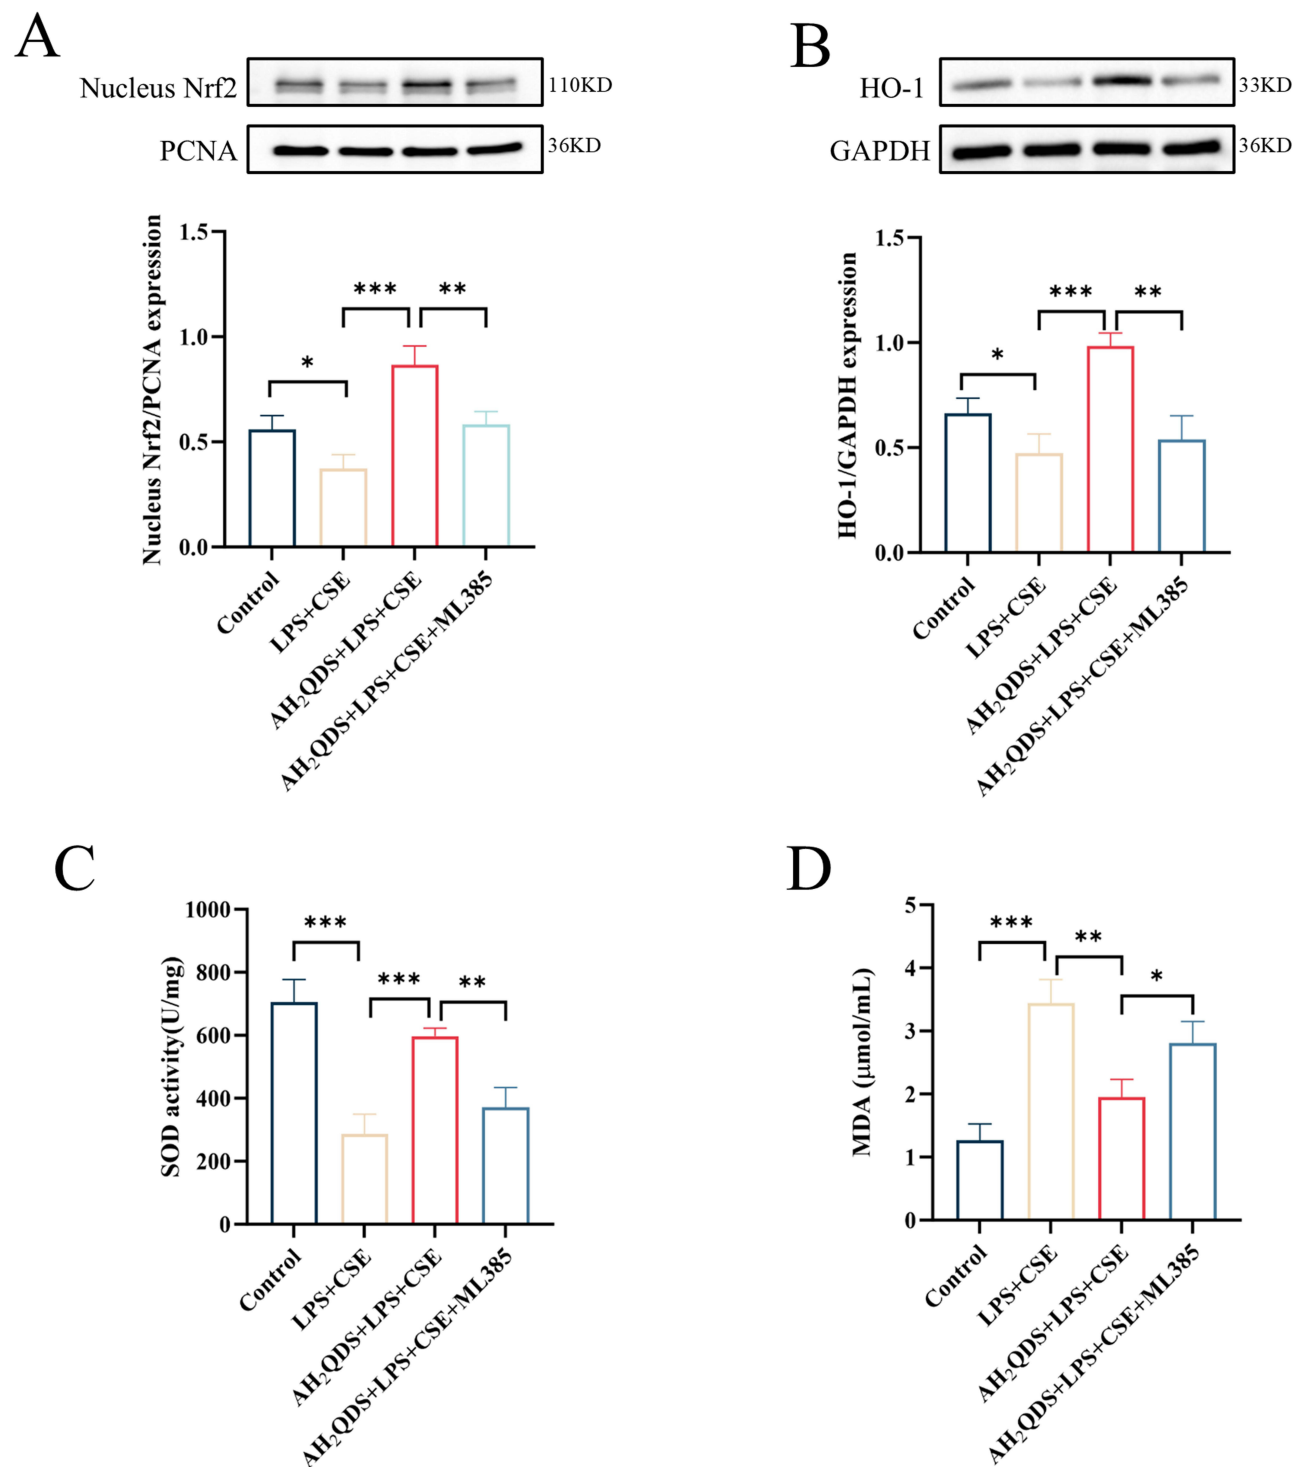 A
Nucleus Nrf2
110KD
PCNA
36KD
Nucleus Nrf2/PCNA expression
1.5
1.0
0.5
0.0
*
***
**
Control
LPS+CSE
AH₂QDS+LPS+CSE
AH₂QDS+LPS+CSE+ML385
B
HO-1
33KD
GAPDH
36KD
HO-1/GAPDH expression
1.5
1.0
0.5
0.0
*
***
**
Control
LPS+CSE
AH₂QDS+LPS+CSE
AH₂QDS+LPS+CSE+ML385
C
SOD activity(U/mg)
1000
800
600
400
200
0
***
***
**
Control
LPS+CSE
AH₂QDS+LPS+CSE
AH₂QDS+LPS+CSE+ML385
D
MDA (μmol/mL)
5
4
3
2
1
0
***
**
*
Control
LPS+CSE
AH₂QDS+LPS+CSE
AH₂QDS+LPS+CSE+ML385